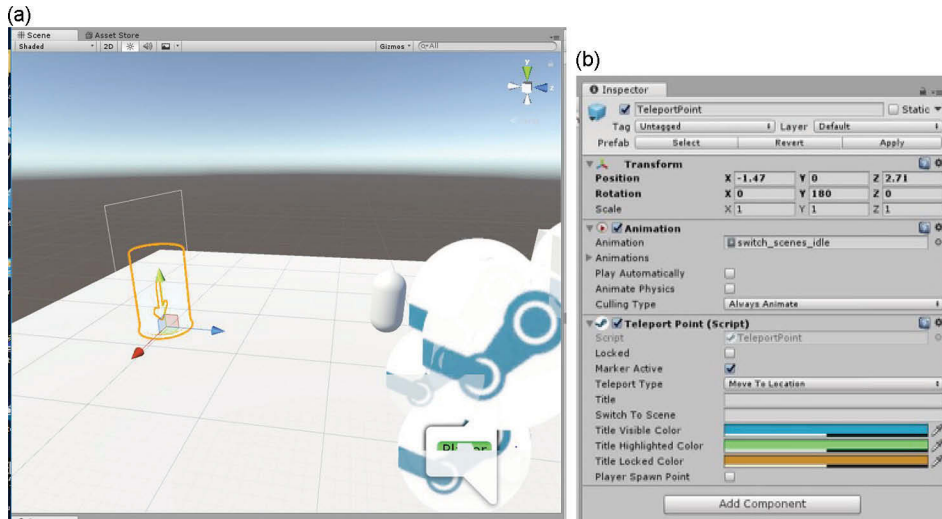 (a)
Scene
Asset Store
Shaded
2D
Gizmos
All
y
z
(b)
Inspector
TeleportPoint
Static
Tag Untagged Layer Default
Prefab Select Revert Apply
Transform
Position X -1.47 Y 0 Z 2.71
Rotation X 0 Y 180 Z 0
Scale X 1 Y 1 Z 1
Animation
Animation switch_scenes_idle
Animations
Play Automatically
Animate Physics
Culling Type Always Animate
Teleport Point (Script)
Script TeleportPoint
Locked
Marker Active
Teleport Type Move To Location
Title
Switch To Scene
Title Visible Color
Title Highlighted Color
Title Locked Color
Player Spawn Point
Add Component